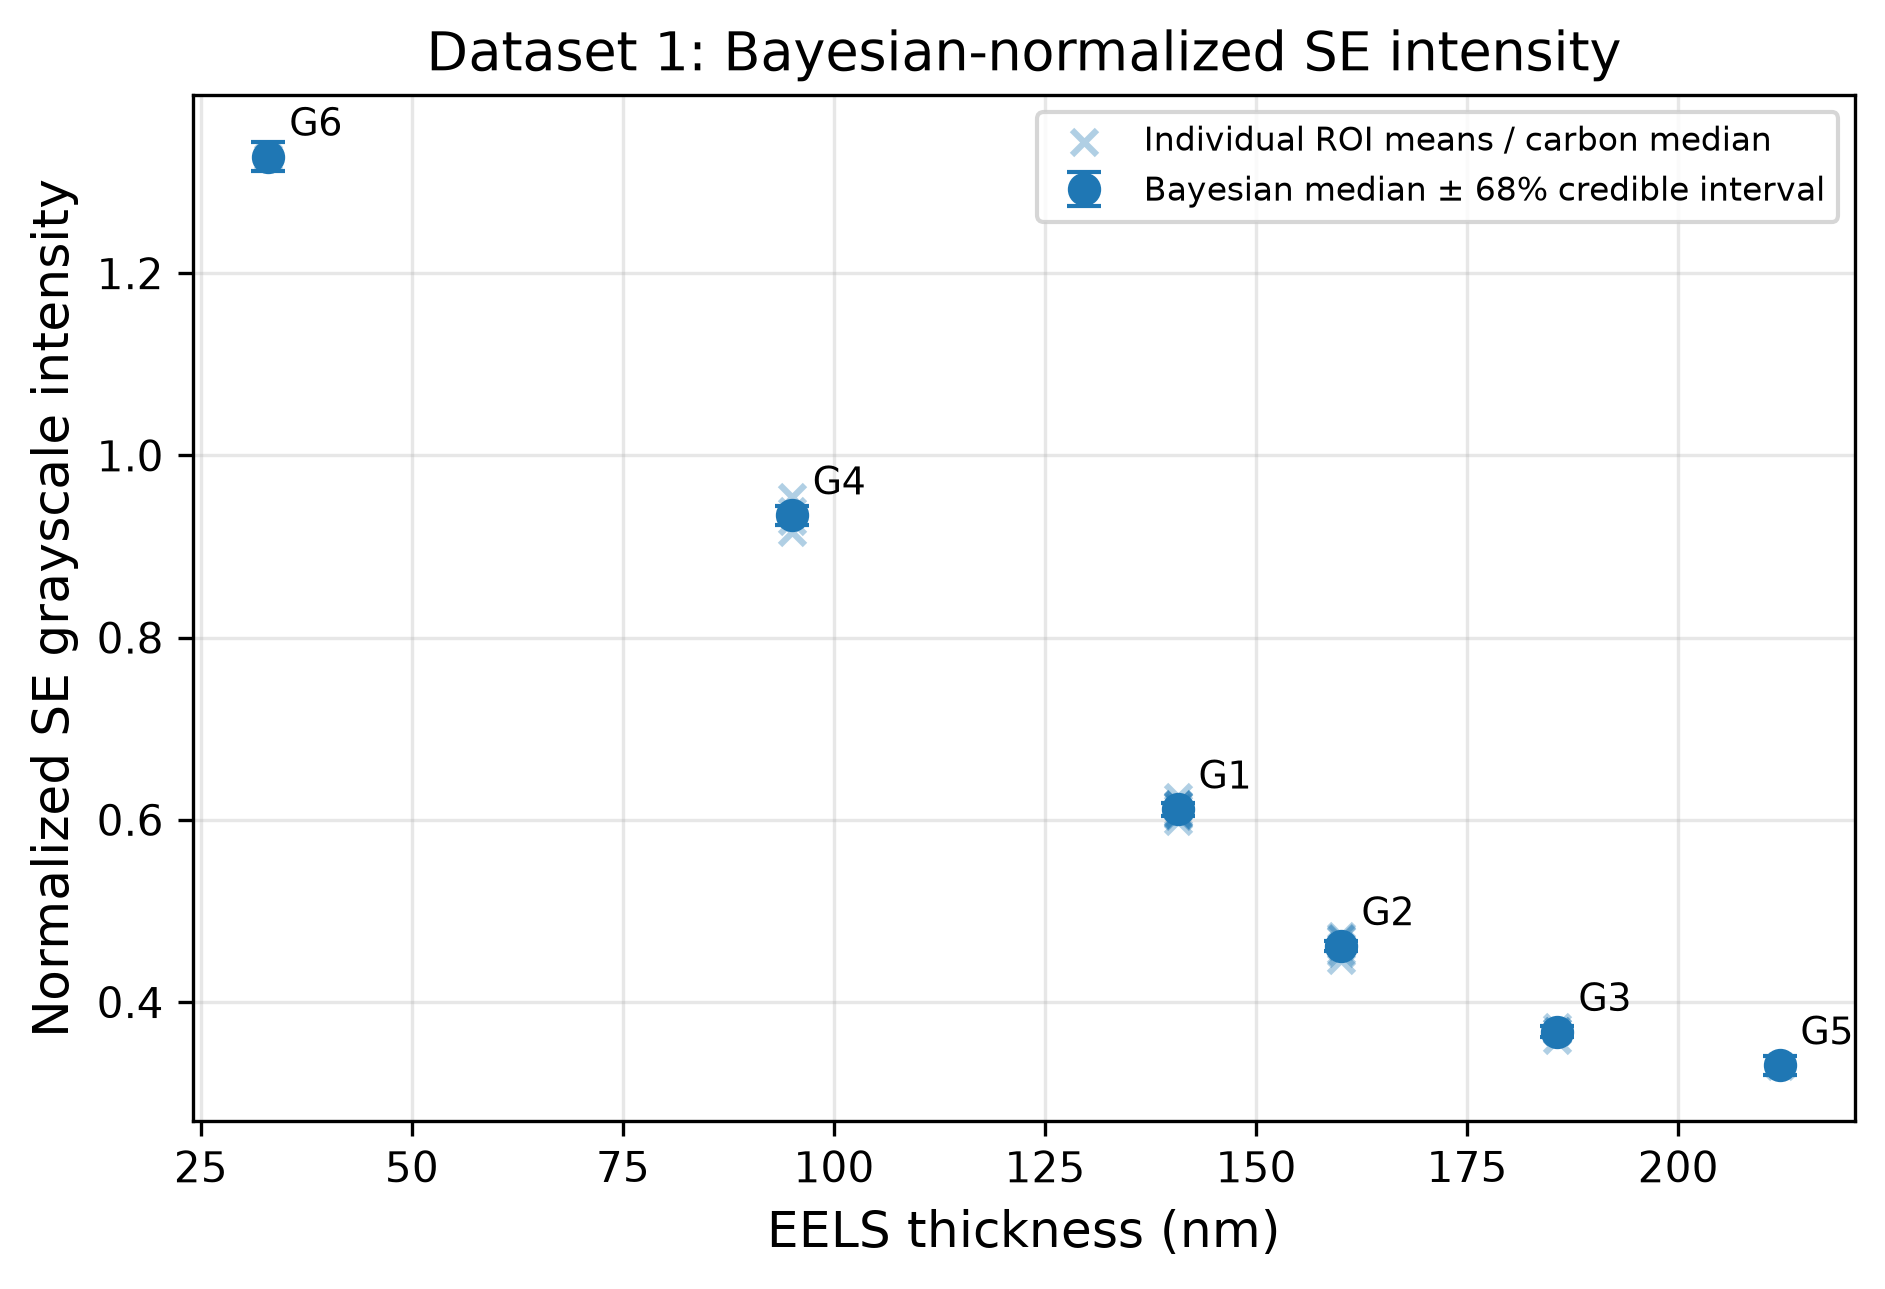 Dataset 1: Bayesian-normalized SE intensity
Individual ROI means / carbon median
Bayesian median ± 68% credible interval
G6
G4
G1
G2
G3
G5
Normalized SE grayscale intensity
1.2
1.0
0.8
0.6
0.4
25 50 75 100 125 150 175 200
EELS thickness (nm)